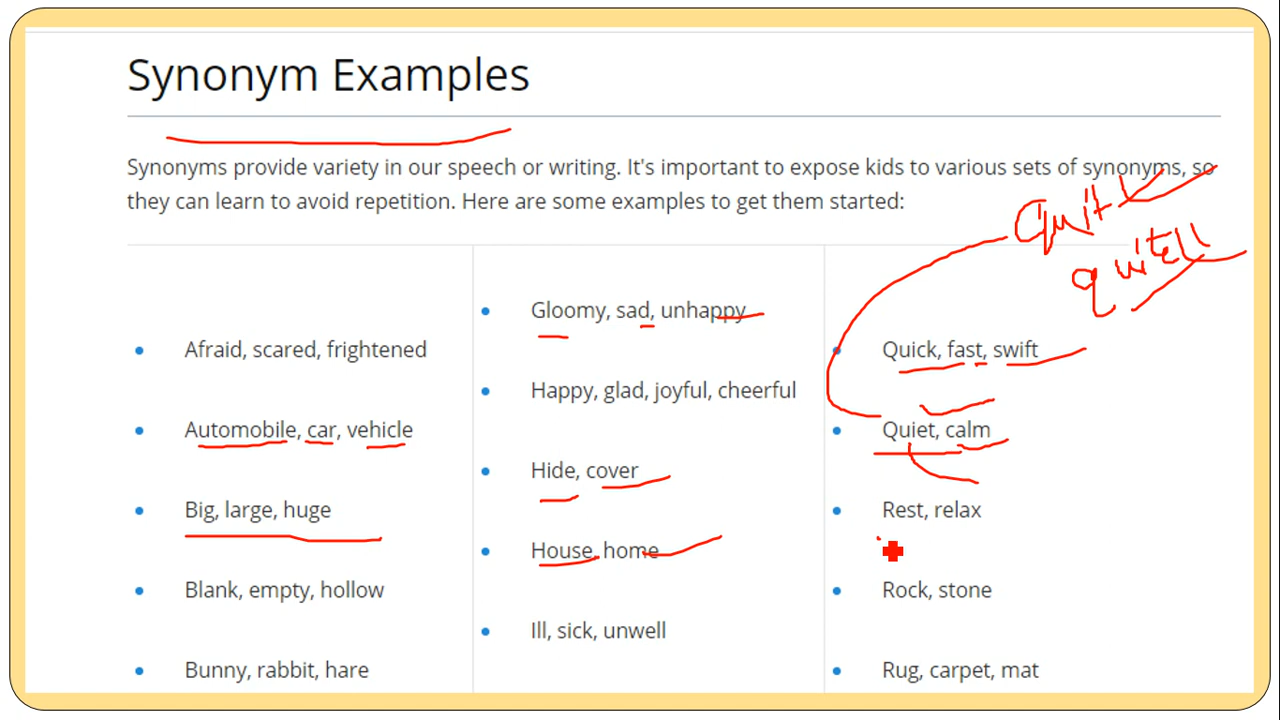 Synonym Examples
Synonyms provide variety in our speech or writing. It's important to expose kids to various sets of synonyms, so
they can learn to avoid repetition. Here are some examples to get them started:
Afraid, scared, frightened
Automobile, car, vehicle
Big, large, huge
Blank, empty, hollow
Bunny, rabbit, hare
Gloomy, sad, unhappy
Happy, glad, joyful, cheerful
Hide, cover
House, home
Ill, sick, unwell
Quit
Quick, fast, swift
Quiet, calm
Rest, relax
Rock, stone
Rug, carpet, mat